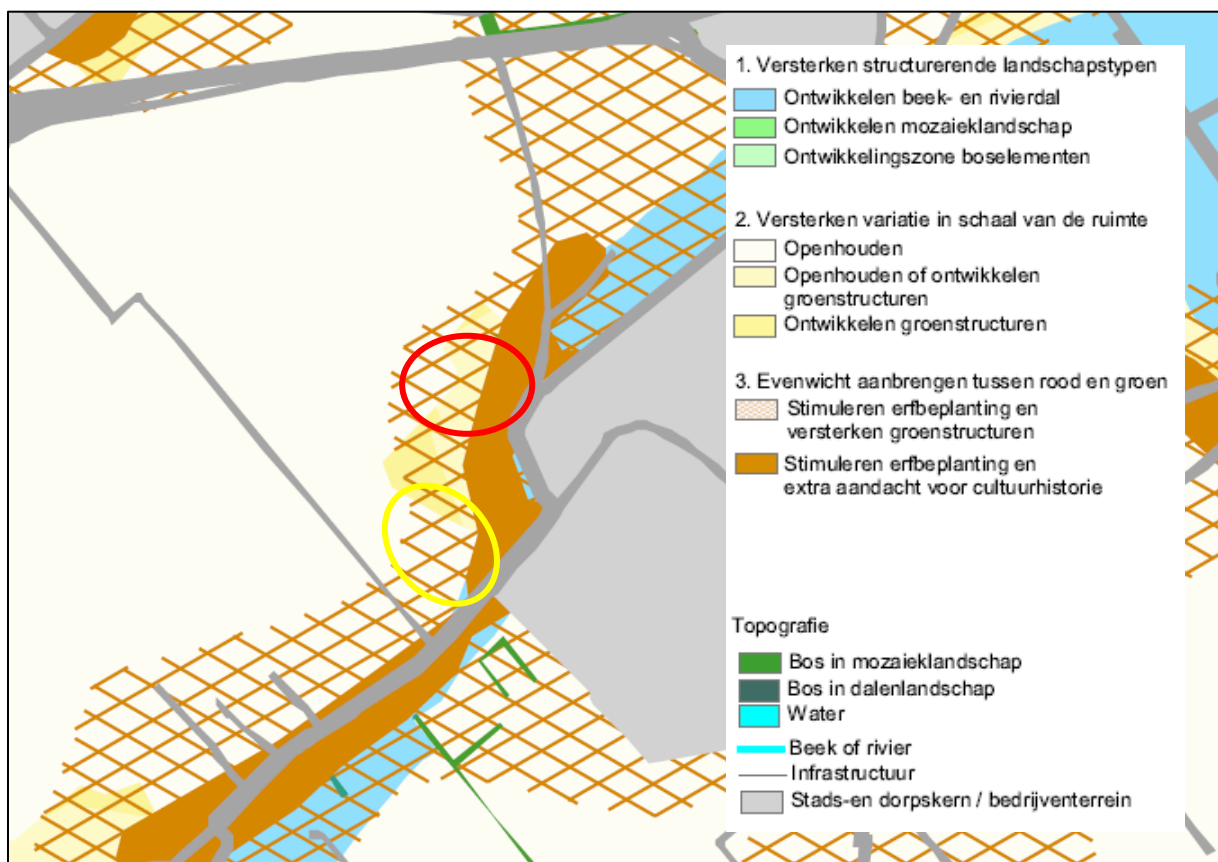 1. Versterken structurerende landschapstypen
Ontwikkelen beek- en rivierdal
Ontwikkelen mozaieklandschap
Ontwikkelingszone boselementen
2. Versterken variatie in schaal van de ruimte
Openhouden
Openhouden of ontwikkelen
groenstructuren
Ontwikkelen groenstructuren
3. Evenwicht aanbrengen tussen rood en groen
Stimuleren erfbeplanting en
versterken groenstructuren
Stimuleren erfbeplanting en
extra aandacht voor cultuurhistorie
Topografie
Bos in mozaieklandschap
Bos in dalenlandschap
Water
Beek of rivier
Infrastructuur
Stads-en dorpskern / bedrijventerrein